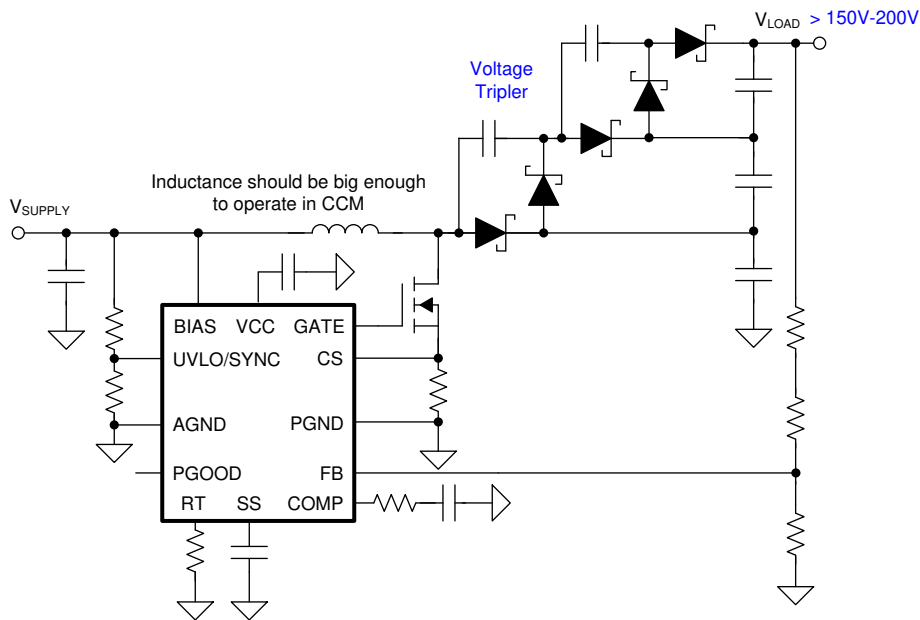 VLOAD > 150V-200V
Voltage
Tripler
Inductance should be big enough
to operate in CCM
VSUPPLY
BIAS VCC GATE
UVLO/SYNC CS
AGND PGND
PGOOD FB
RT SS COMP